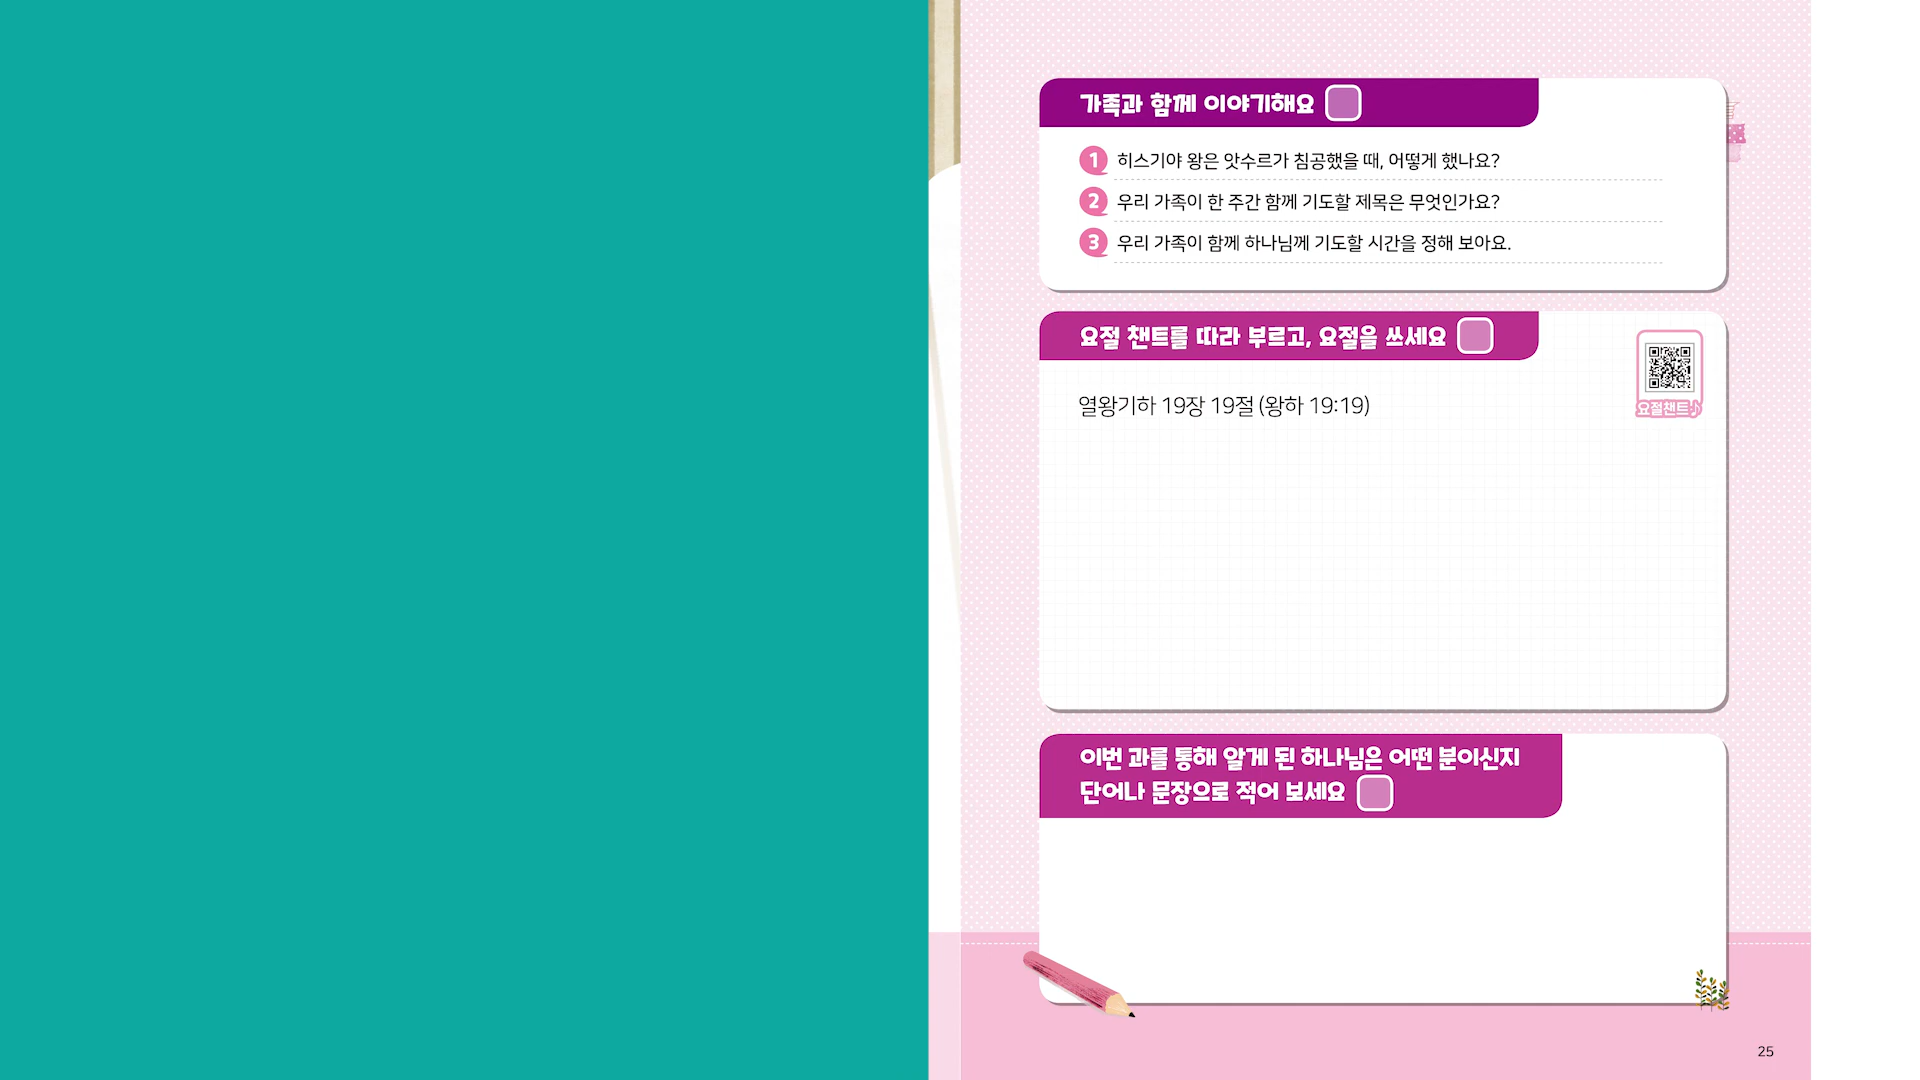 가족과 함께 이야기해요
1 히스기야 왕은 앗수르가 침공했을 때, 어떻게 했나요?
2 우리 가족이 한 주간 함께 기도할 제목은 무엇인가요?
3 우리 가족이 함께 하나님께 기도할 시간을 정해 보아요.
요절 챈트를 따라 부르고, 요절을 쓰세요
요절챈트♪
열왕기하 19장 19절 (왕하 19:19)
이번 과를 통해 알게 된 하나님은 어떤 분이신지
단어나 문장으로 적어 보세요
25